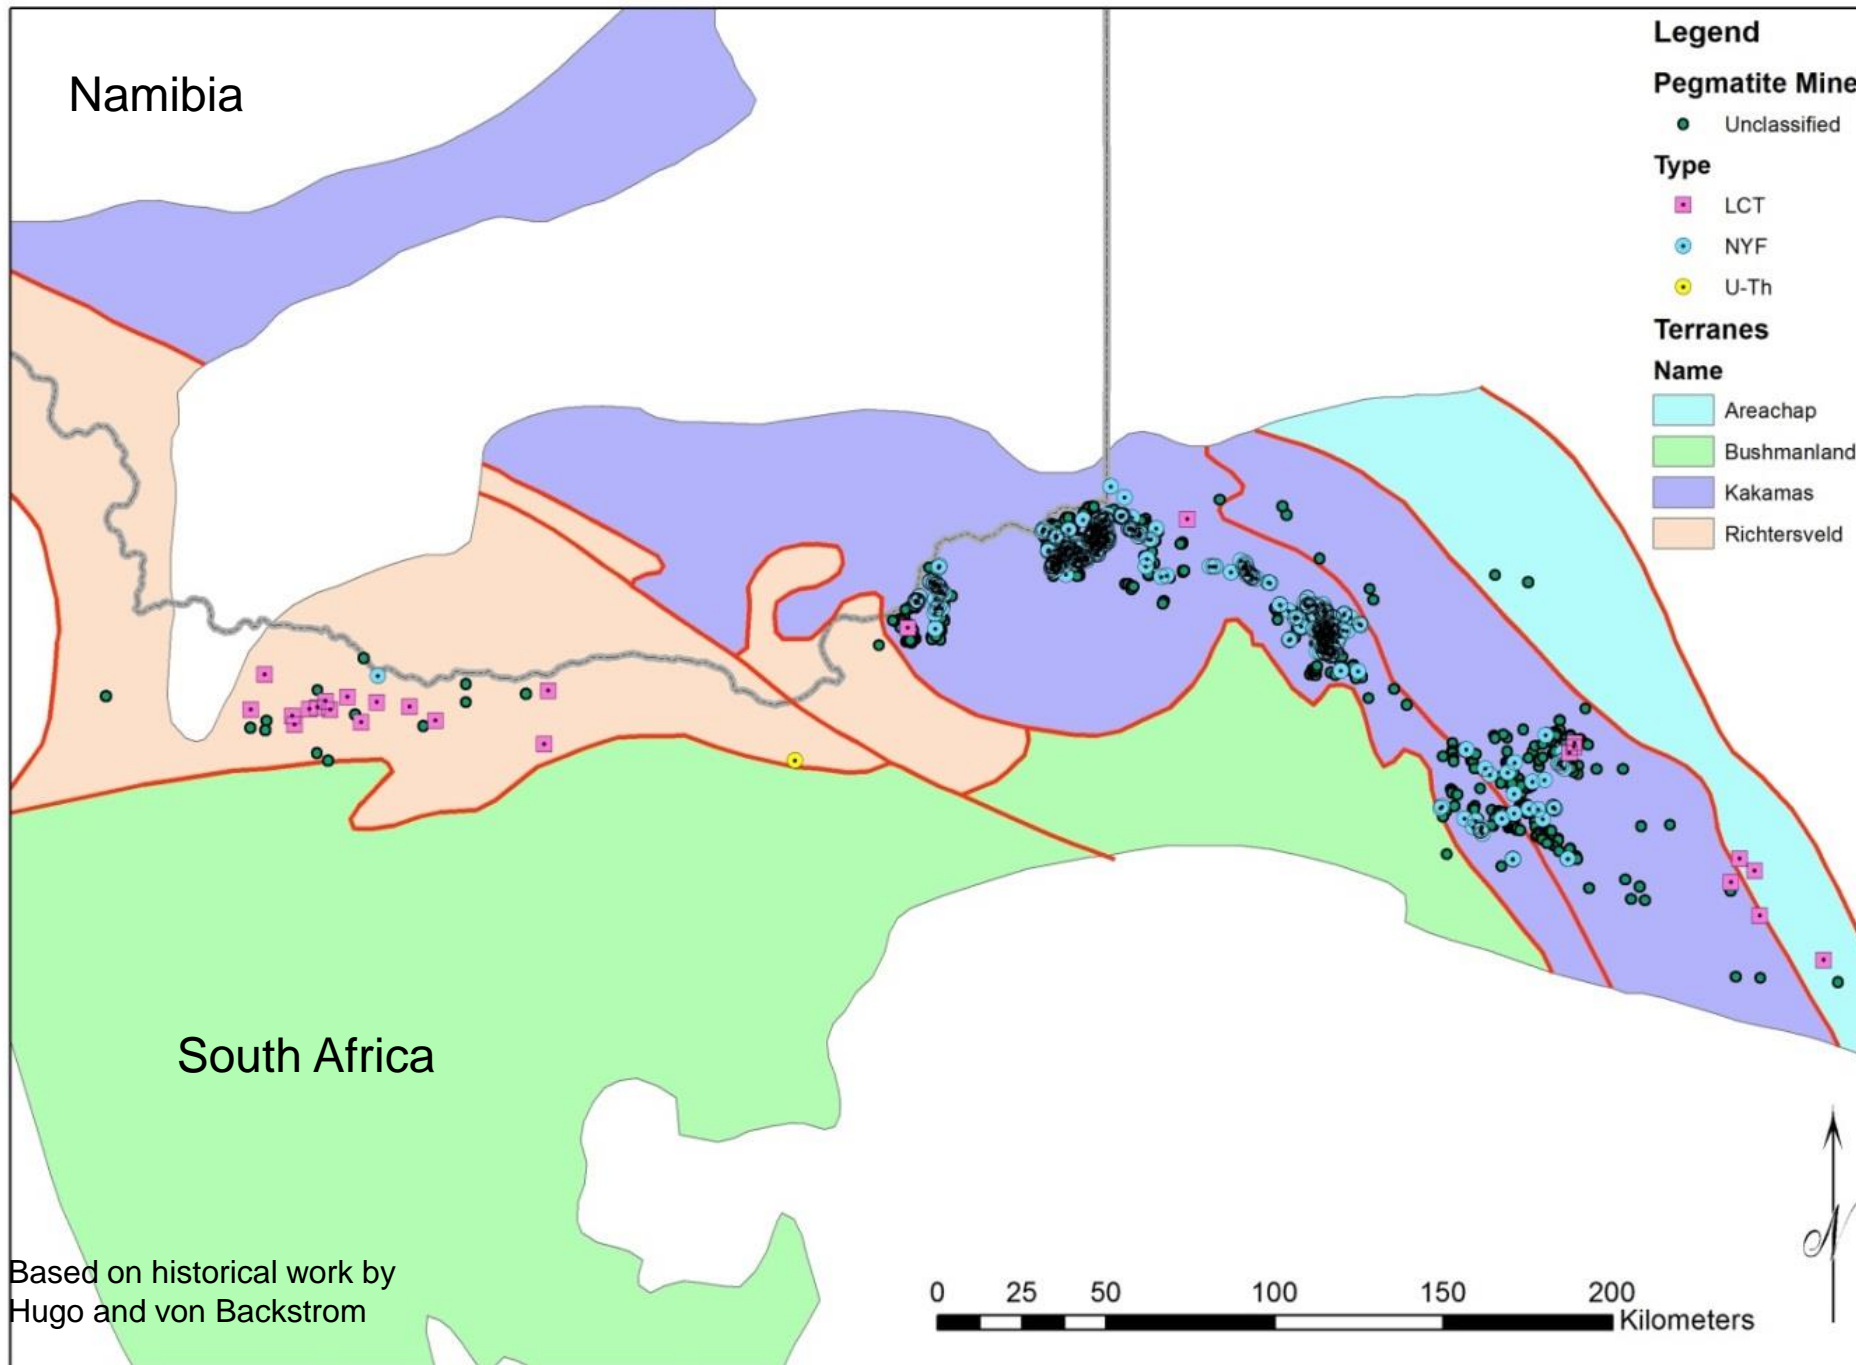 Namibia
Legend
Pegmatite Mine
Unclassified
Type
LCT
NYF
U-Th
Terranes
Name
Areachap
Bushmanland
Kakamas
Richtersveld
South Africa
Based on historical work by
Hugo and von Backstrom
0 25 50 100 150 200
Kilometers
N